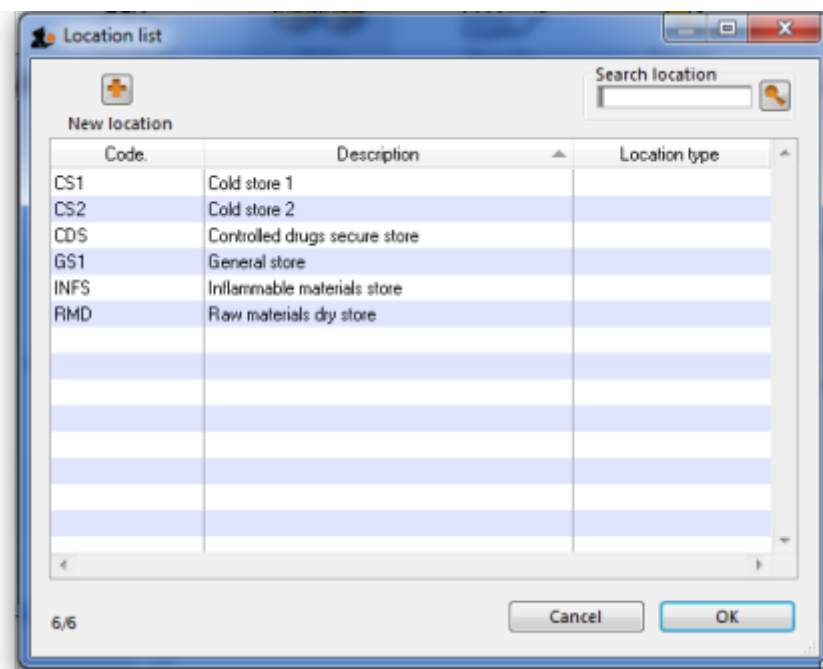 Location list
Search location
New location
Code. Description Location type
CS1 Cold store 1
CS2 Cold store 2
CDS Controlled drugs secure store
GS1 General store
INFS Inflammable materials store
RMD Raw materials dry store
6/6 Cancel OK